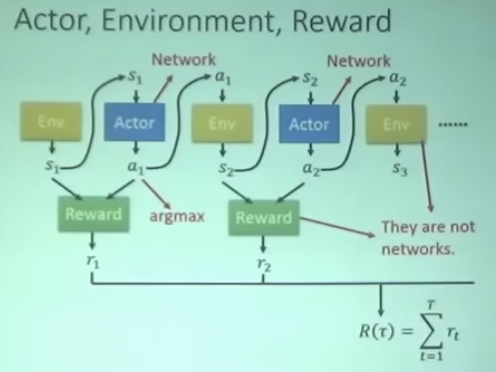 Actor, Environment, Reward
Network
Network
s₁
a₁
s₂
a₂
Env
Actor
Env
Actor
Env
......
s₁
a₁
s₂
a₂
s₃
Reward
argmax
Reward
They are not
networks.
r₁
r₂
R(τ) = ∑ₜ₌₁ᵀ rₜ